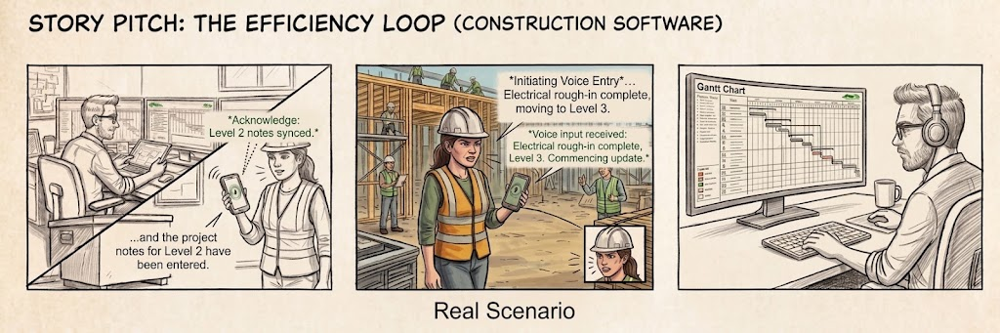 STORY PITCH: THE EFFICIENCY LOOP (CONSTRUCTION SOFTWARE)
*Acknowledge:
Level 2 notes synced.*
...and the project
notes for Level 2 have
been entered.
*Initiating Voice Entry*...
Electrical rough-in complete,
moving to Level 3.
*Voice input received:
Electrical rough-in complete,
Level 3. Commencing update.*
Gantt Chart
Real Scenario